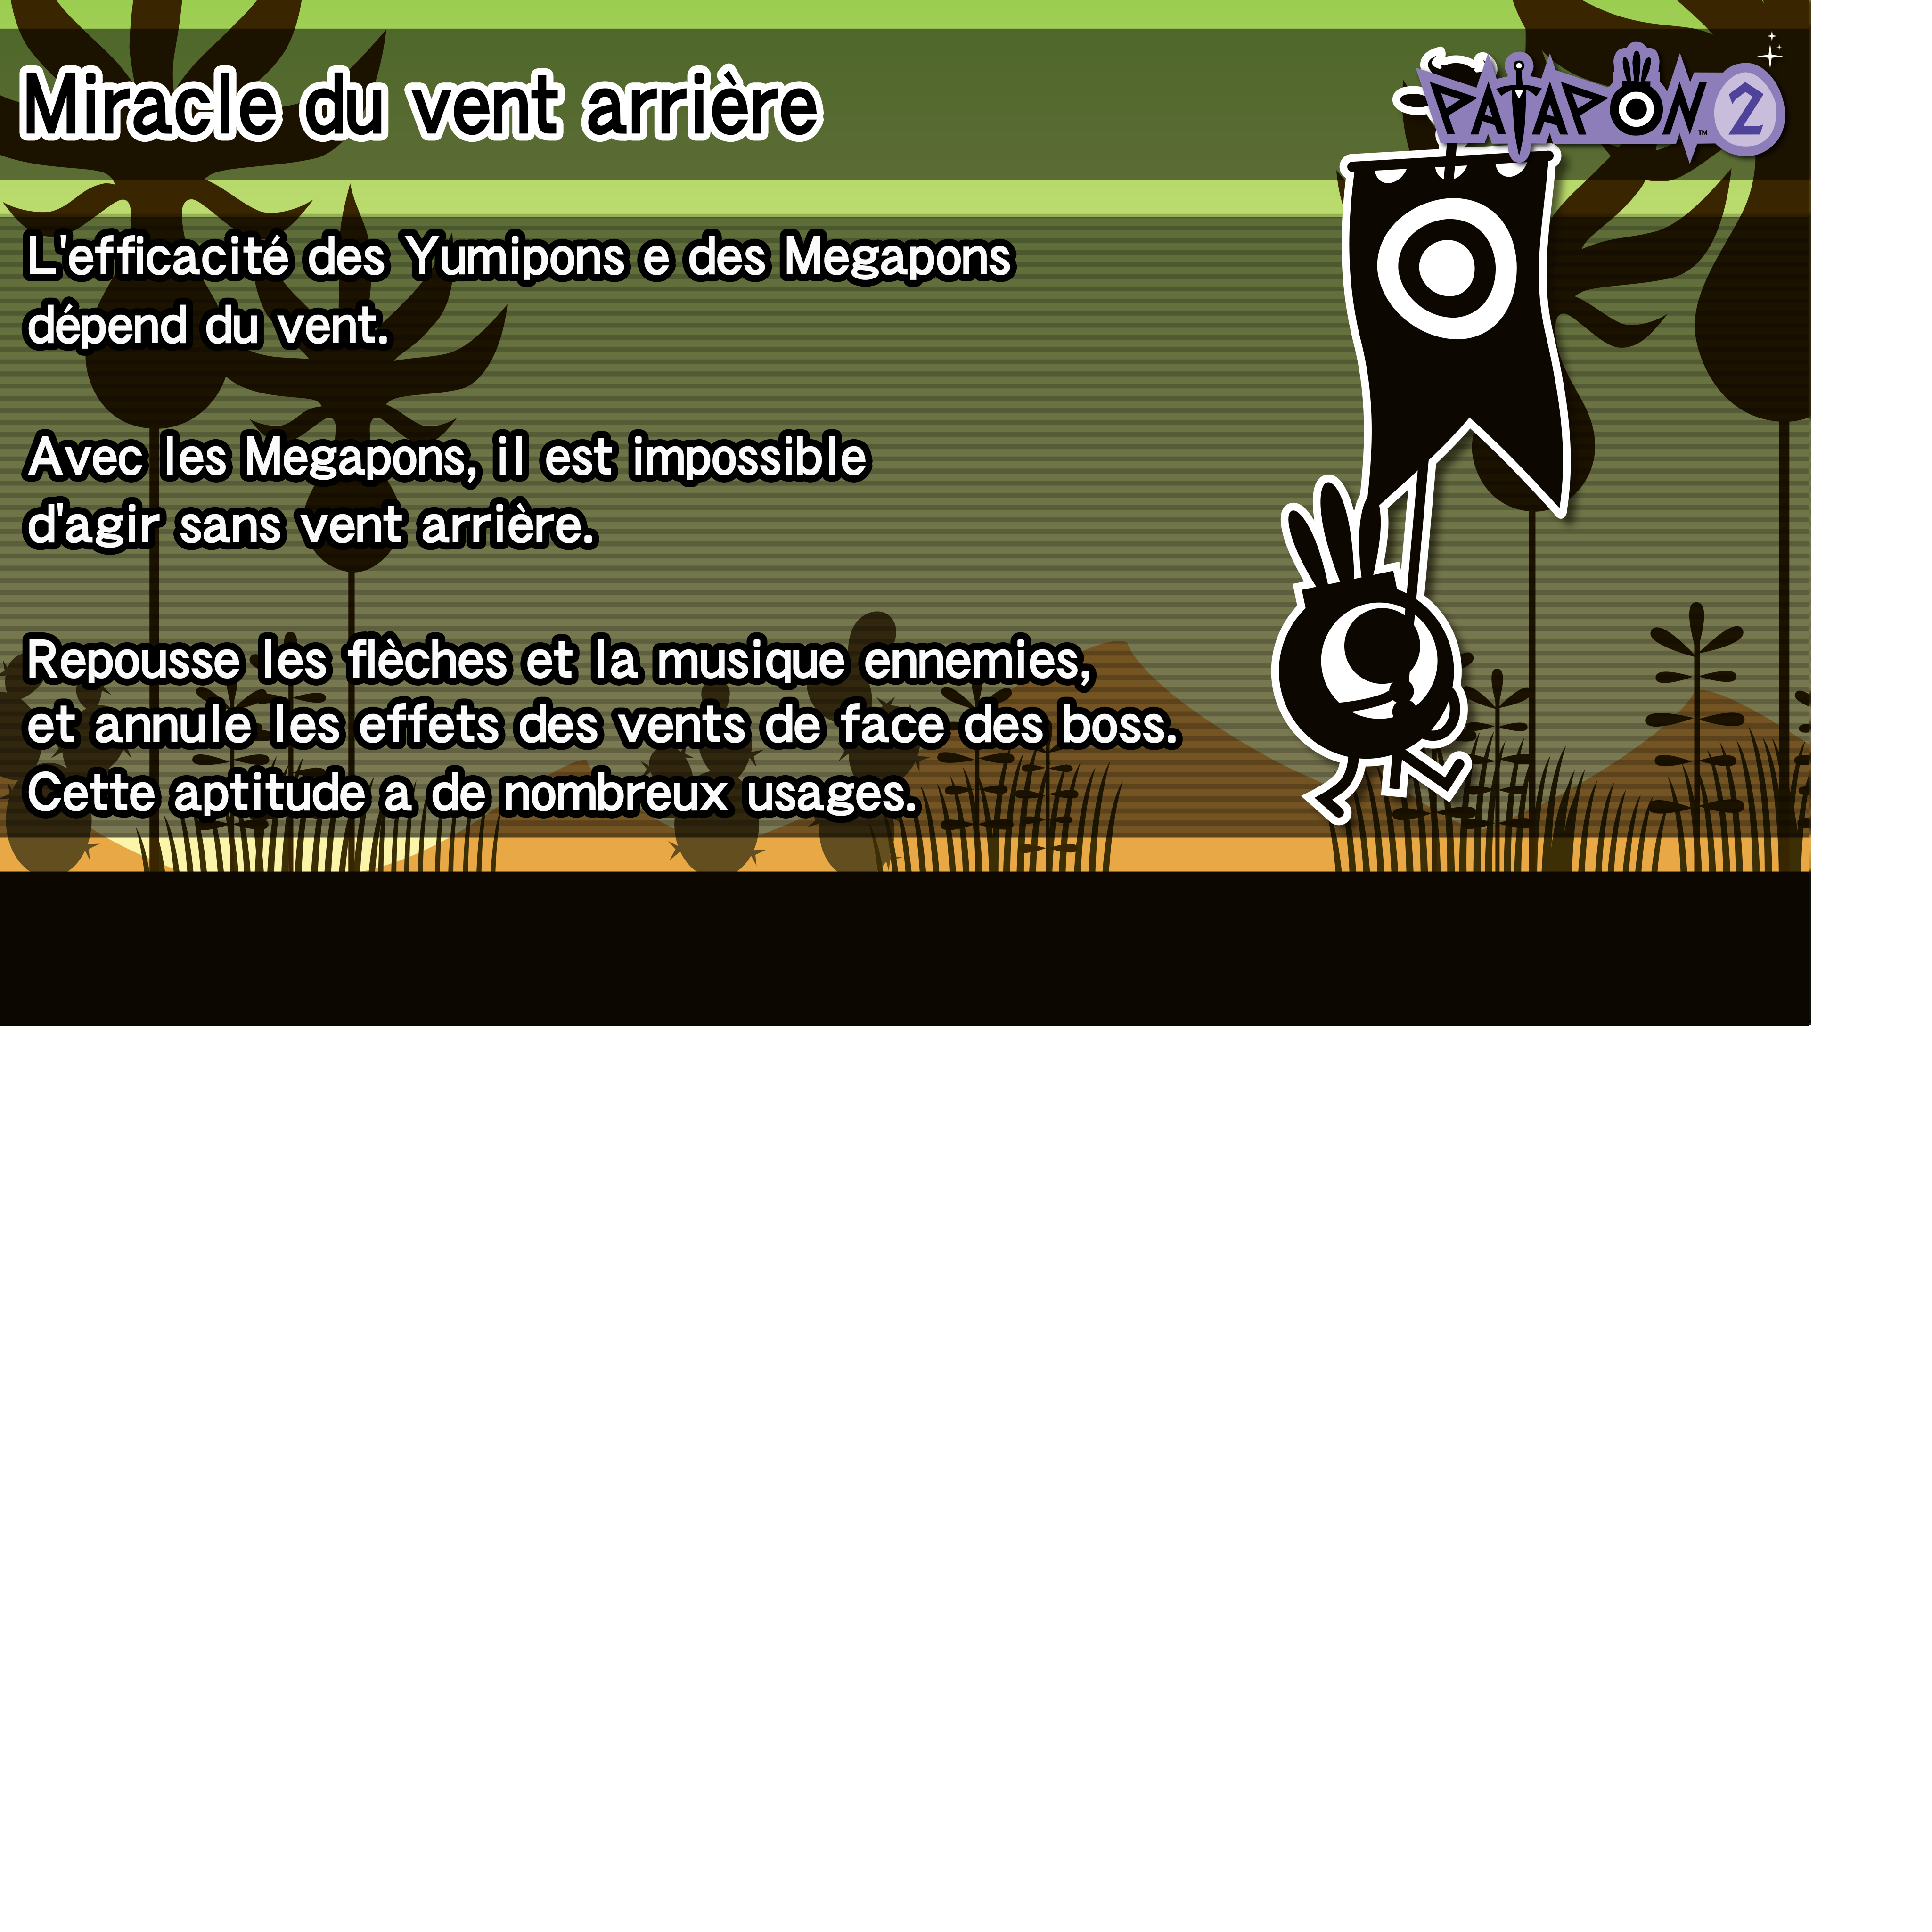 Miracle du vent arrière
PATAPON™ 2
L'efficacité des Yumipons e des Megapons
dépend du vent.
Avec les Megapons, il est impossible
d'agir sans vent arrière.
Repousse les flèches et la musique ennemies,
et annule les effets des vents de face des boss.
Cette aptitude a de nombreux usages.